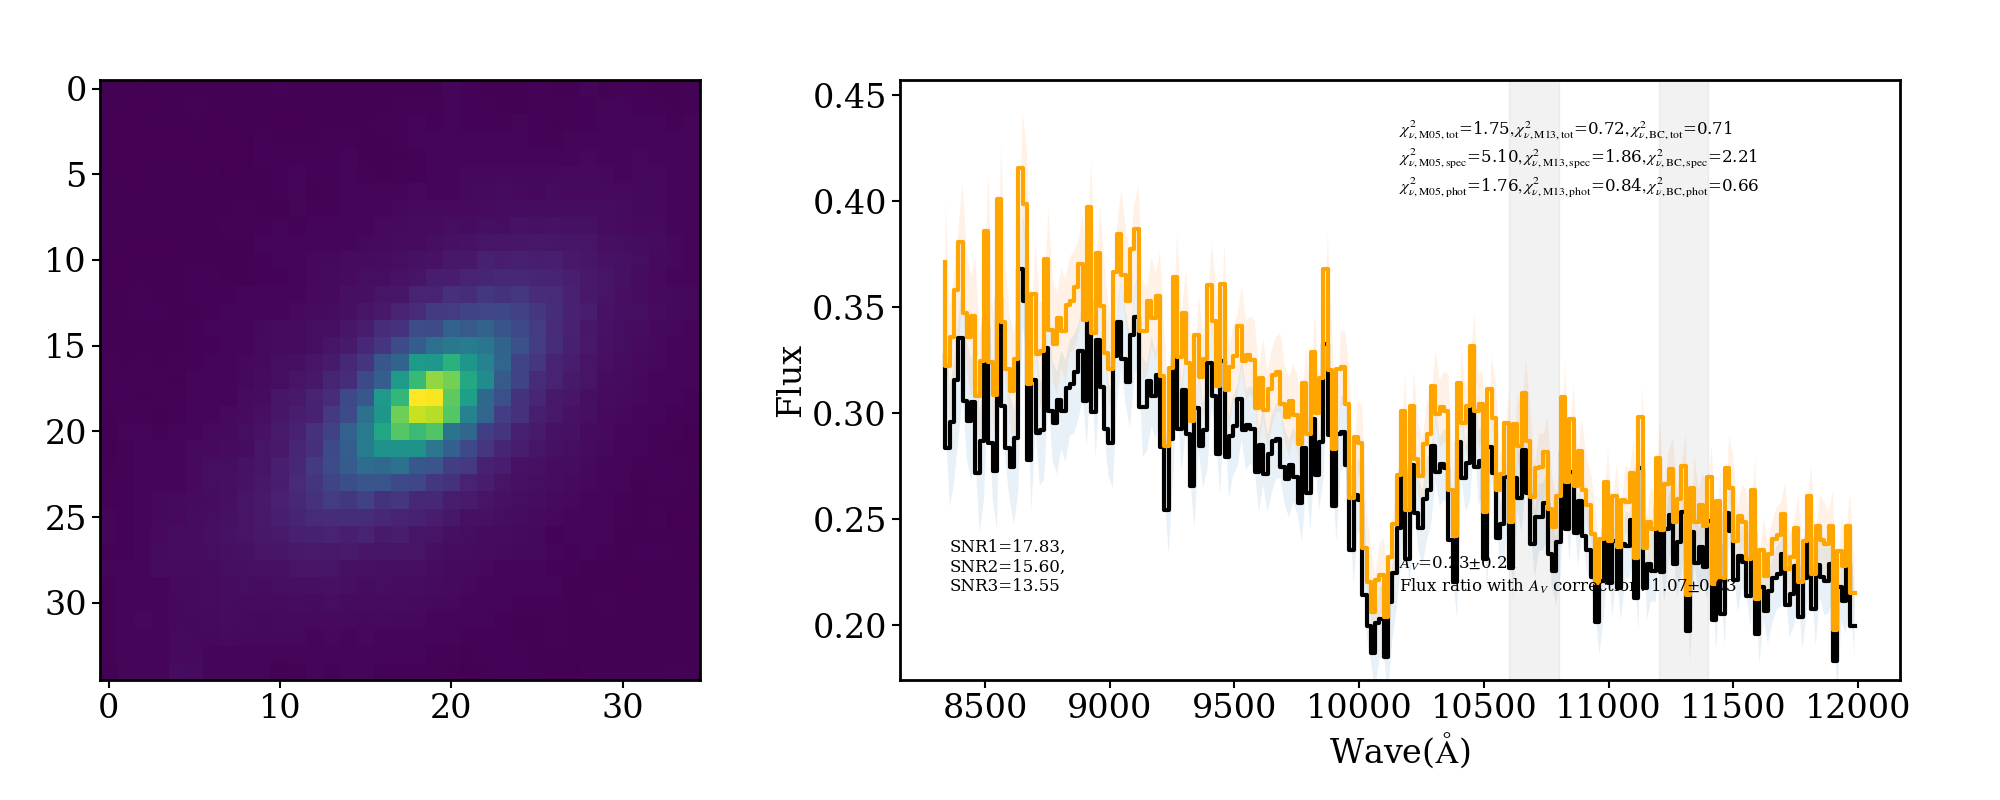 0
5
10
15
20
25
30
0 10 20 30
0.45
0.40
0.35
0.30
0.25
0.20
Flux
8500 9000 9500 10000 10500 11000 11500 12000
Wave(Å)
χ²ν,M05,tot=1.75,χ²ν,M13,tot=0.72,χ²ν,BC,tot=0.71
χ²ν,M05,spec=5.10,χ²ν,M13,spec=1.86,χ²ν,BC,spec=2.21
χ²ν,M05,phot=1.76,χ²ν,M13,phot=0.84,χ²ν,BC,phot=0.66
SNR1=17.83,
SNR2=15.60,
SNR3=13.55
Flux ratio with AV correction